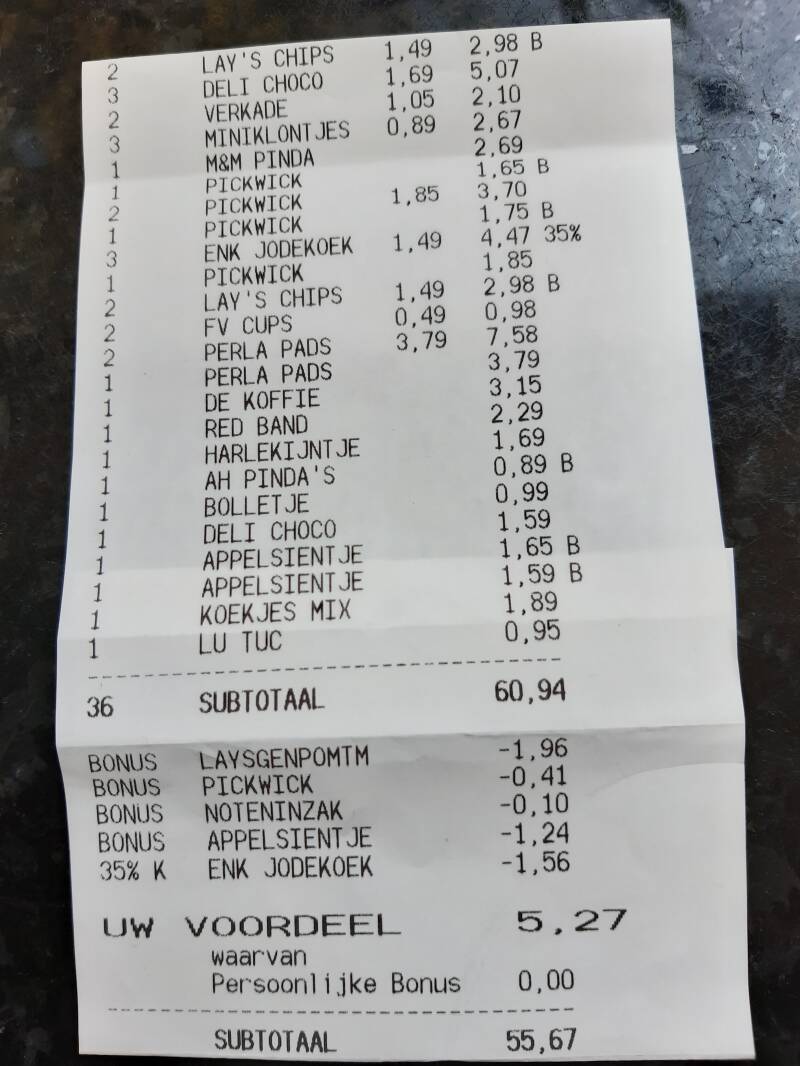 2 LAY'S CHIPS 1,49 2,98 B
3 DELI CHOCO 1,69 5,07
2 VERKADE 1,05 2,10
3 MINIKLONTJES 0,89 2,67
1 M&M PINDA 2,69
1 PICKWICK 1,65 B
2 PICKWICK 1,85 3,70
1 PICKWICK 1,75 B
3 ENK JODEKOEK 1,49 4,47 35%
1 PICKWICK 1,85
2 LAY'S CHIPS 1,49 2,98 B
2 FV CUPS 0,49 0,98
2 PERLA PADS 3,79 7,58
1 PERLA PADS 3,79
1 DE KOFFIE 3,15
1 RED BAND 2,29
1 HARLEKIJNTJE 1,69
1 AH PINDA'S 0,89 B
1 BOLLETJE 0,99
1 DELI CHOCO 1,59
1 APPELSIENTJE 1,65 B
1 APPELSIENTJE 1,59 B
1 KOEKJES MIX 1,89
1 LU TUC 0,95
36 SUBTOTAAL 60,94
BONUS LAYSGENPOMTM -1,96
BONUS PICKWICK -0,41
BONUS NOTENINZAK -0,10
BONUS APPELSIENTJE -1,24
35% K ENK JODEKOEK -1,56
UW VOORDEEL 5,27
waarvan
Persoonlijke Bonus 0,00
SUBTOTAAL 55,67